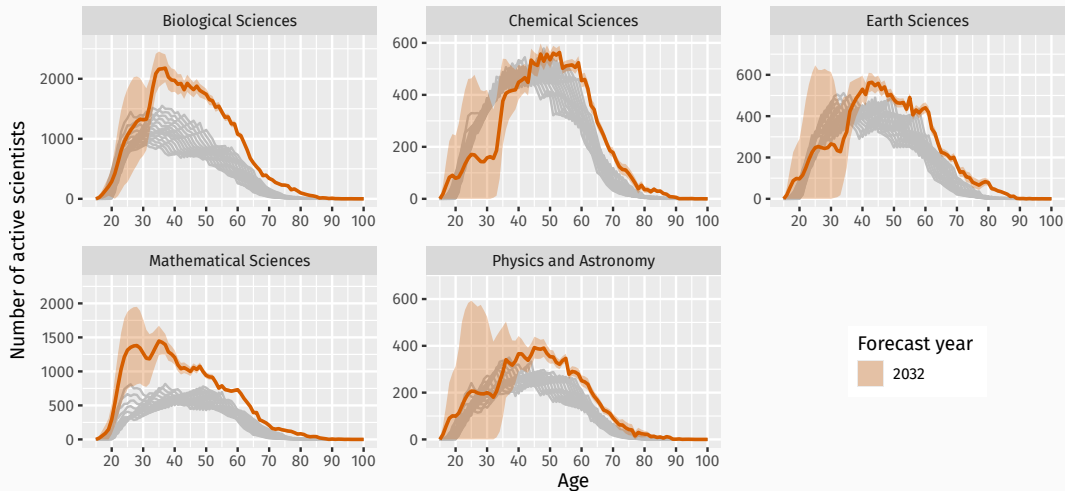 Biological Sciences
Chemical Sciences
Earth Sciences
2000
1000
0
600
400
200
0
600
400
200
0
20 30 40 50 60 70 80 90 100
20 30 40 50 60 70 80 90 100
20 30 40 50 60 70 80 90 100
Number of active scientists
Mathematical Sciences
Physics and Astronomy
2000
1500
1000
500
0
600
400
200
0
20 30 40 50 60 70 80 90 100
20 30 40 50 60 70 80 90 100
Age
Forecast year
2032